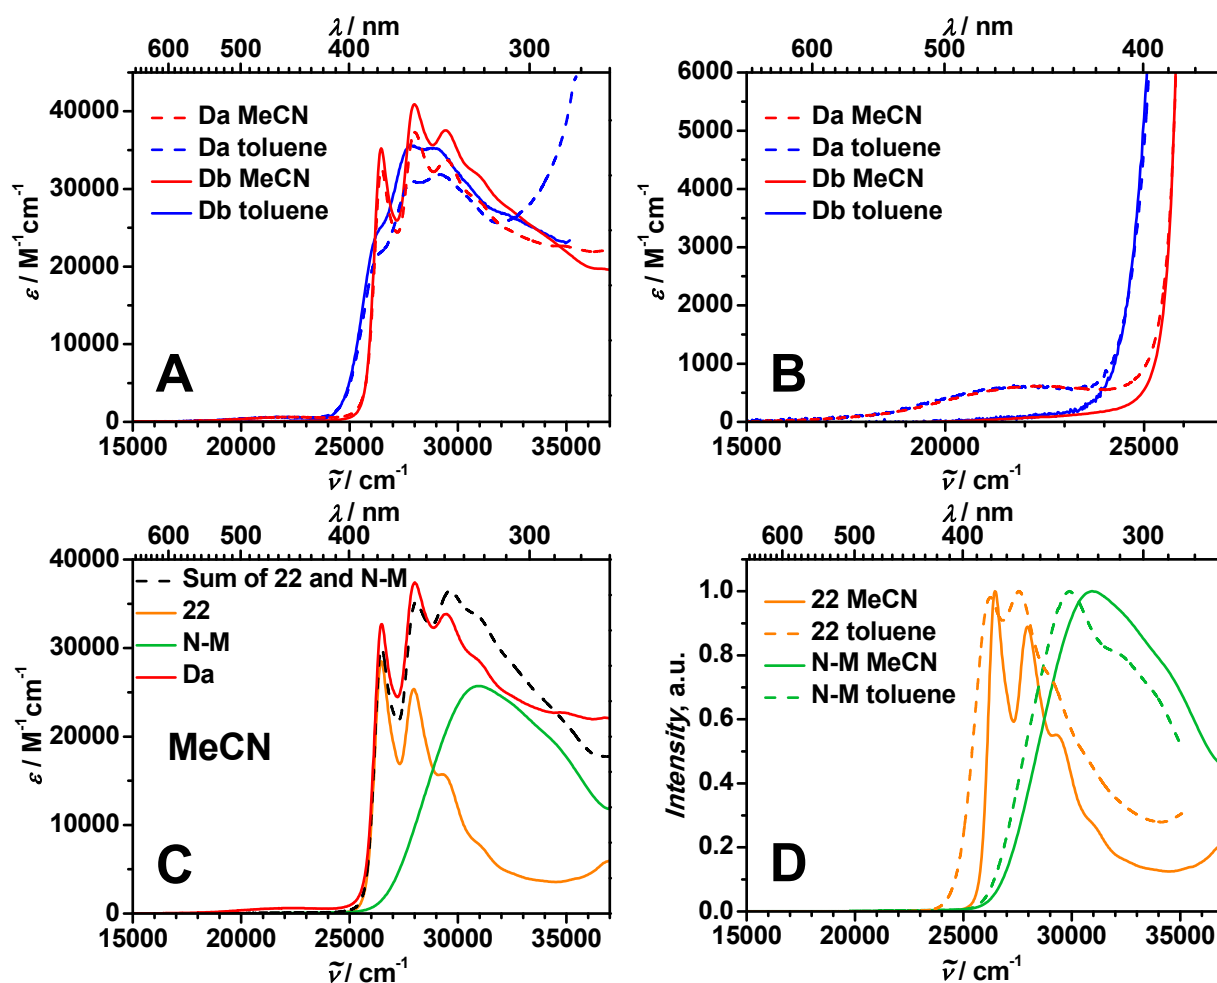 λ / nm
600 500 400 300
ε / M-1cm-1
40000
30000
20000
10000
0
Da MeCN
Da toluene
Db MeCN
Db toluene
A
15000 20000 25000 30000 35000
ν̃ / cm-1
λ / nm
600 500 400
ε / M-1cm-1
6000
5000
4000
3000
2000
1000
0
Da MeCN
Da toluene
Db MeCN
Db toluene
B
15000 20000 25000
ν̃ / cm-1
λ / nm
600 500 400 300
ε / M-1cm-1
40000
30000
20000
10000
0
Sum of 22 and N-M
22
N-M
Da
MeCN
C
15000 20000 25000 30000 35000
ν̃ / cm-1
λ / nm
600 500 400 300
Intensity, a.u.
1.0
0.8
0.6
0.4
0.2
0.0
22 MeCN
22 toluene
N-M MeCN
N-M toluene
D
15000 20000 25000 30000 35000
ν̃ / cm-1